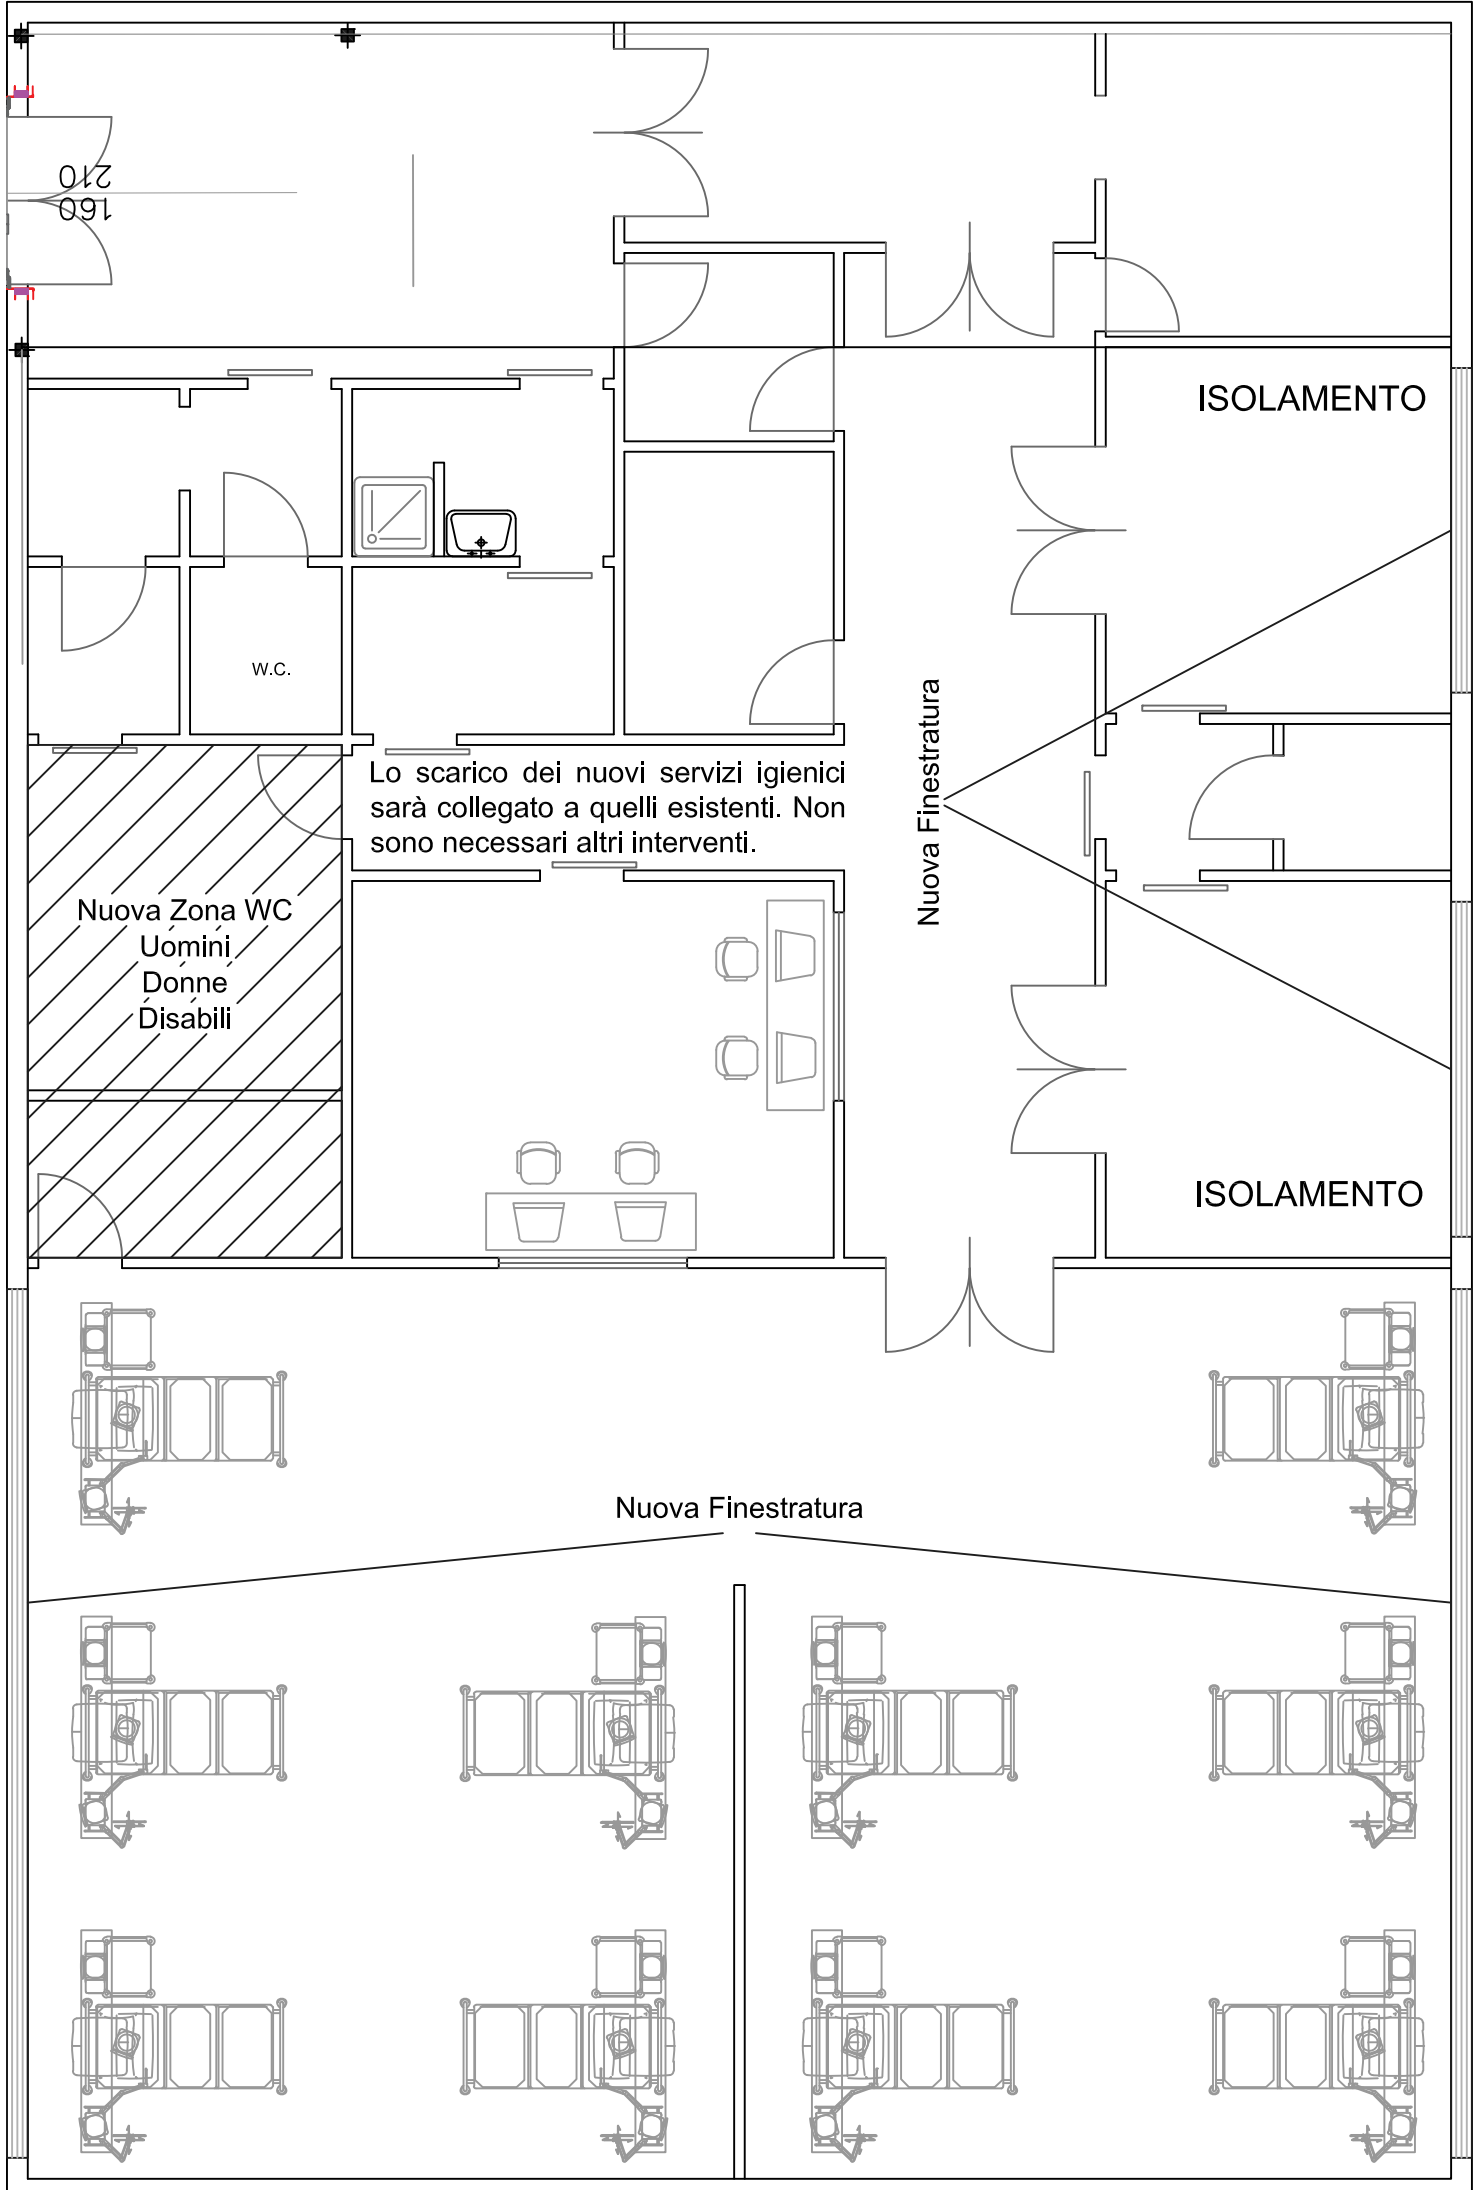 210
160
ISOLAMENTO
W.C.
Nuova Finestratura
Lo scarico dei nuovi servizi igienici
sarà collegato a quelli esistenti. Non
sono necessari altri interventi.
Nuova Zona WC
Uomini
Donne
Disabili
ISOLAMENTO
Nuova Finestratura